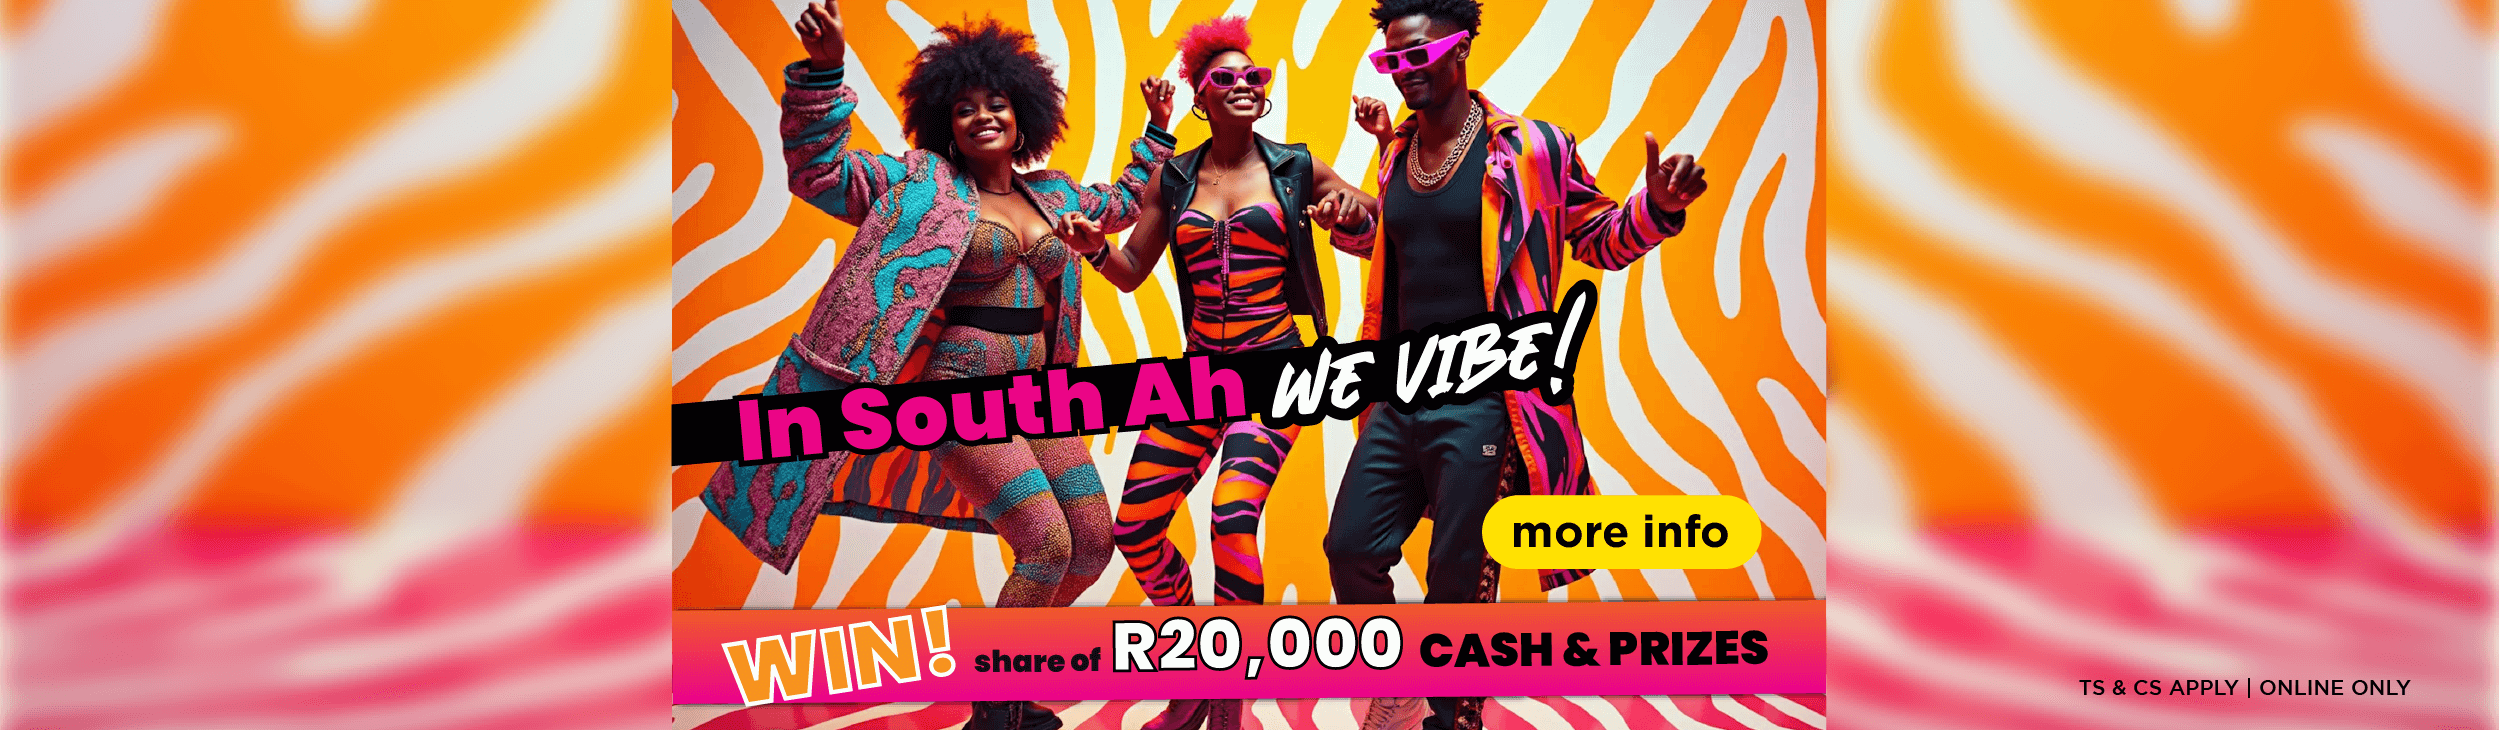 In South Ah WE VIBE!
more info
WIN! share of R20,000 CASH & PRIZES
TS & CS APPLY | ONLINE ONLY